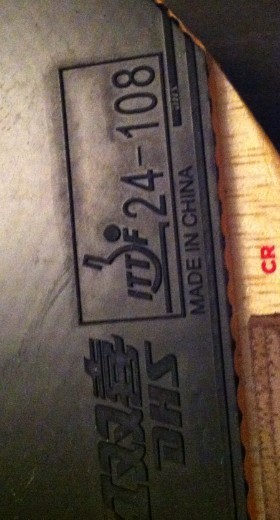 ITTF 24-108
MADE IN CHINA
红双喜
DHS
CR